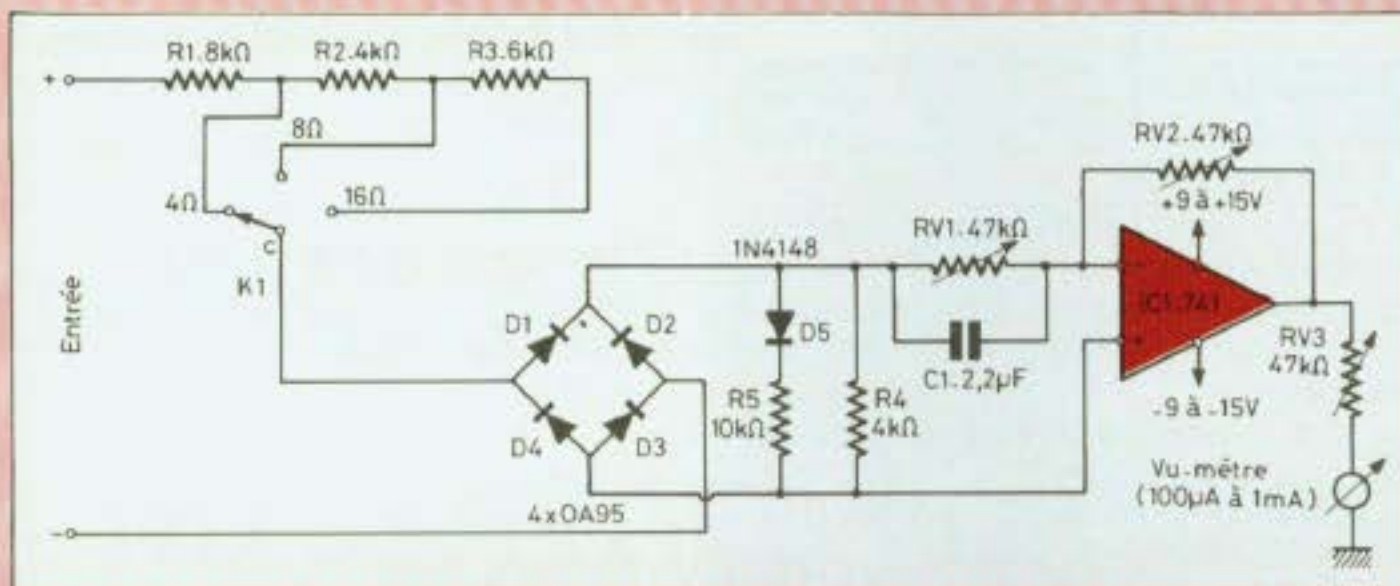 R1.8kΩ
R2.4kΩ
R3.6kΩ
+
8Ω
4Ω
16Ω
C
K1
Entrée
RV2.47kΩ
+9 à +15V
RV1.47kΩ
1N4148
-
IC1.741
+
D1
D2
D5
C1.2,2µF
RV3
47kΩ
D4
D3
R5
10kΩ
R4
4kΩ
-9 à -15V
Vu-mètre
(100µA à 1mA)
4xOA95
-